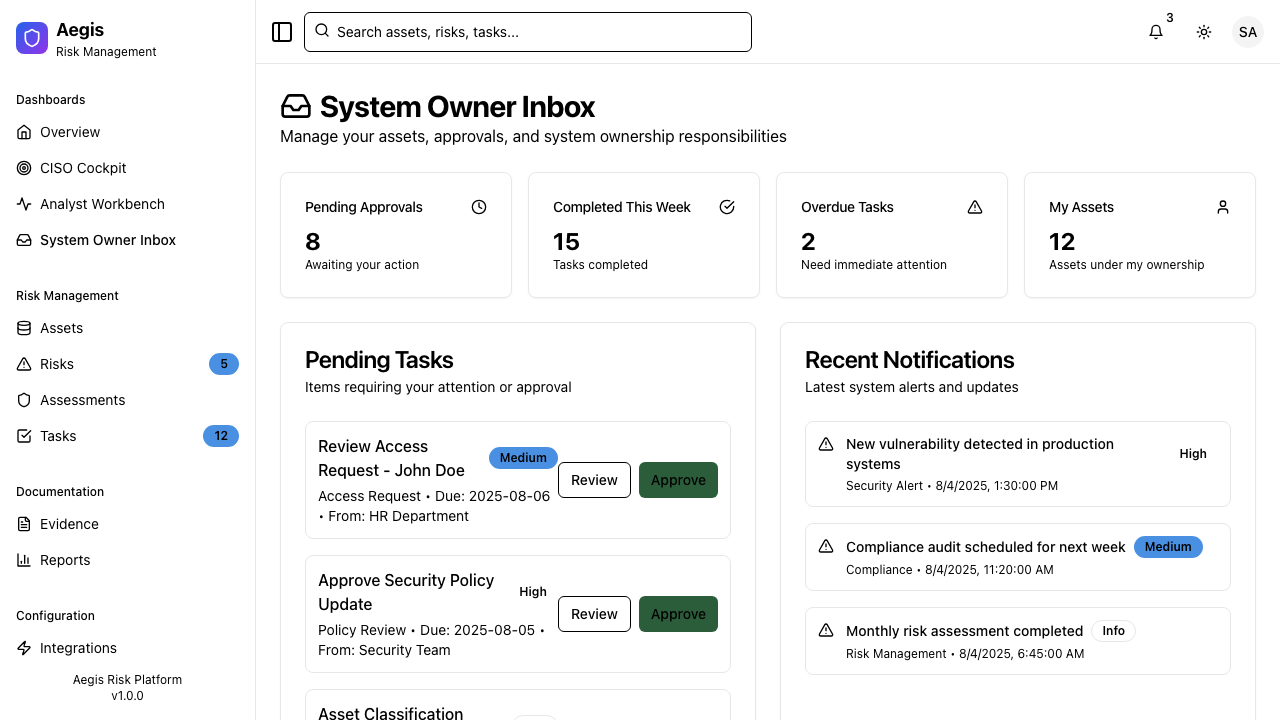 Aegis
Risk Management
Dashboards
Overview
CISO Cockpit
Analyst Workbench
System Owner Inbox
Risk Management
Assets
Risks
5
Assessments
Tasks
12
Documentation
Evidence
Reports
Configuration
Integrations
Aegis Risk Platform
v1.0.0
Search assets, risks, tasks...
3
SA
System Owner Inbox
Manage your assets, approvals, and system ownership responsibilities
Pending Approvals
8
Awaiting your action
Completed This Week
15
Tasks completed
Overdue Tasks
2
Need immediate attention
My Assets
12
Assets under my ownership
Pending Tasks
Items requiring your attention or approval
Review Access
Request - John Doe
Medium
Access Request • Due: 2025-08-06
• From: HR Department
Review
Approve
Approve Security Policy
Update
High
Policy Review • Due: 2025-08-05 •
From: Security Team
Review
Approve
Asset Classification
Recent Notifications
Latest system alerts and updates
New vulnerability detected in production
systems
High
Security Alert • 8/4/2025, 1:30:00 PM
Compliance audit scheduled for next week
Medium
Compliance • 8/4/2025, 11:20:00 AM
Monthly risk assessment completed
Info
Risk Management • 8/4/2025, 6:45:00 AM